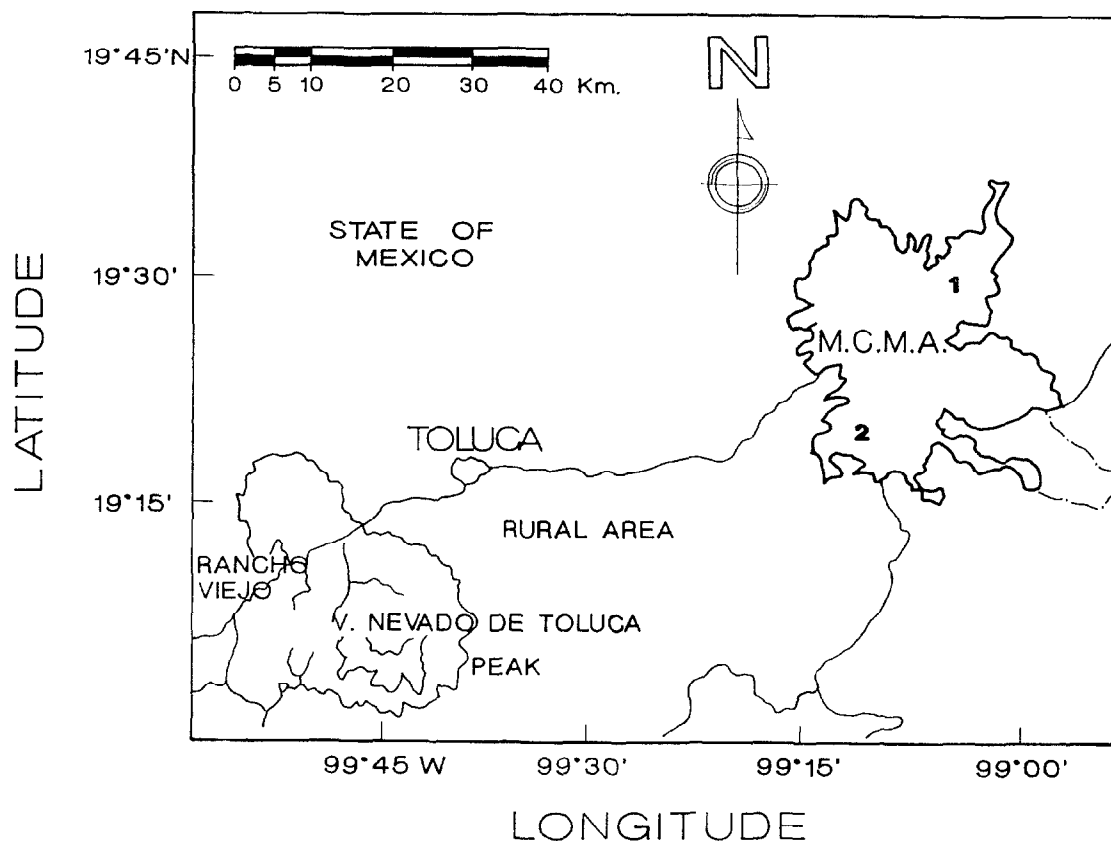 19°45'N
0 5 10 20 30 40 Km.
N
STATE OF
MEXICO
19°30'
1
M.C.M.A.
2
TOLUCA
19°15'
RURAL AREA
RANCHO
VIEJO
V. NEVADO DE TOLUCA
PEAK
99°45 W 99°30' 99°15' 99°00'
LATITUDE
LONGITUDE